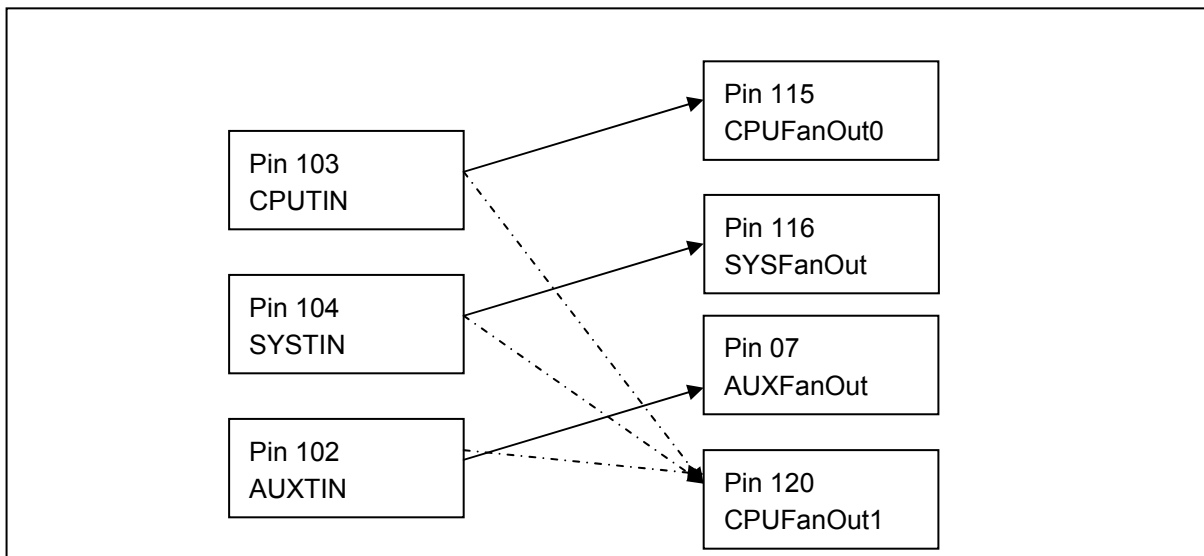 Pin 103
CPUTIN
Pin 104
SYSTIN
Pin 102
AUXTIN
Pin 115
CPUFanOut0
Pin 116
SYSFanOut
Pin 07
AUXFanOut
Pin 120
CPUFanOut1